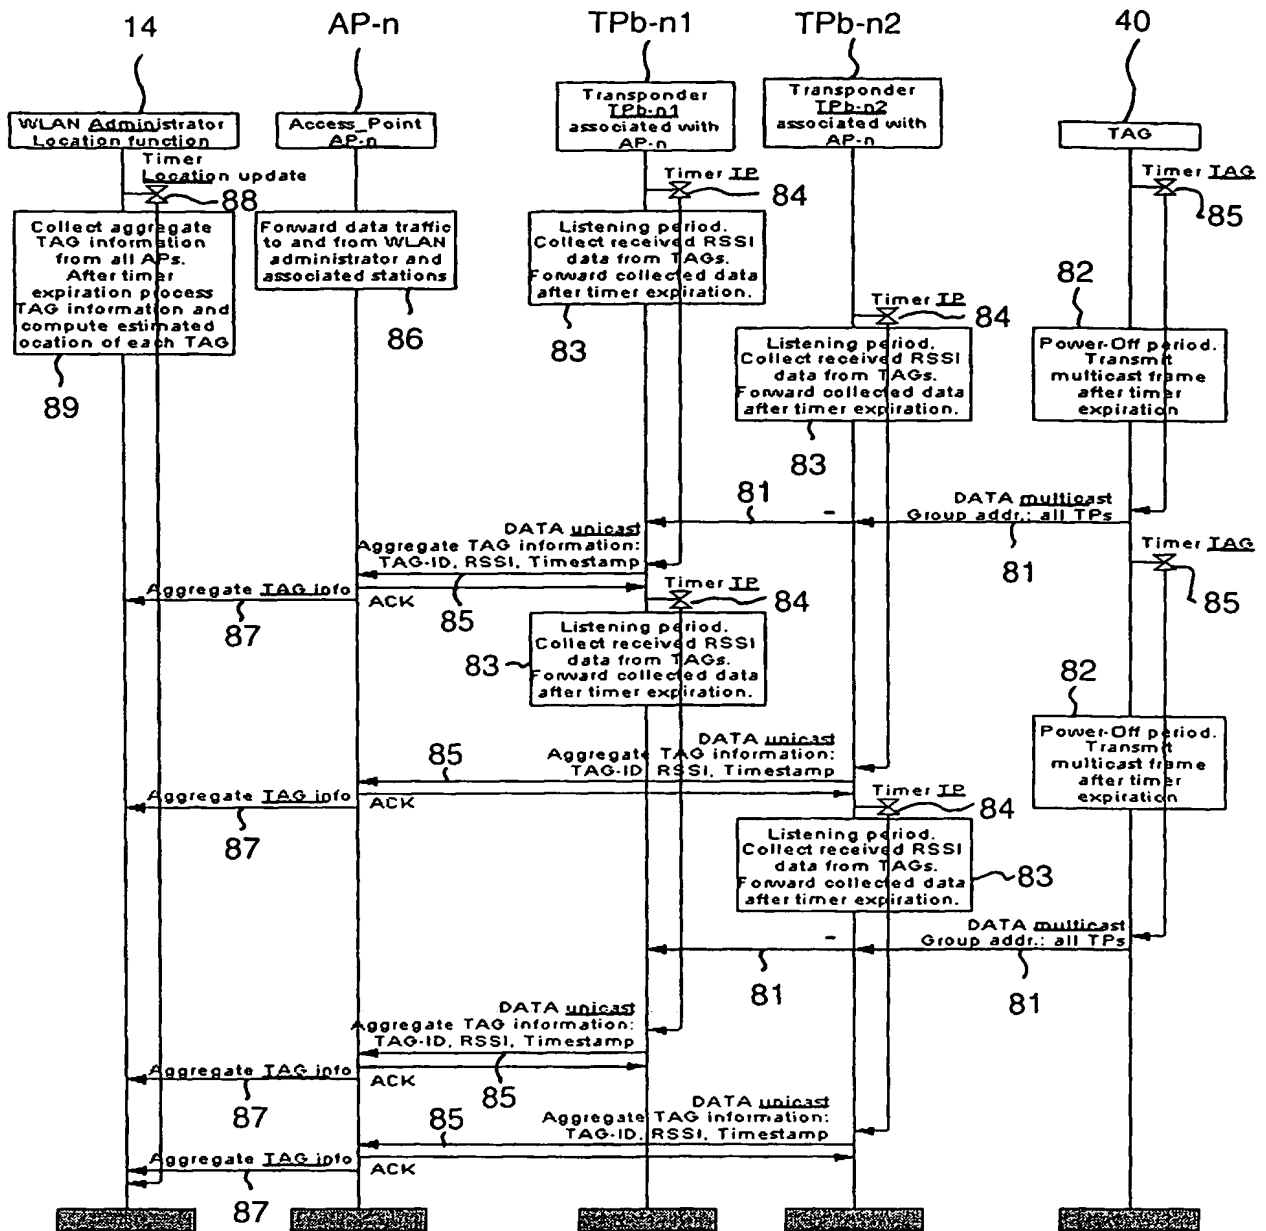 14
AP-n
TPb-n1
TPb-n2
40
WLAN Administrator
Location function
Access_Point
AP-n
Transponder
TPb-n1
associated with
AP-n
Transponder
TPb-n2
associated with
AP-n
TAG
Timer
Location update
88
Timer TP
84
Timer TAG
85
Collect aggregate
TAG information
from all APs.
After timer
expiration process
TAG information and
compute estimated
ocation of each TAG
89
Forward data traffic
to and from WLAN
administrator and
associated stations
86
Listening period.
Collect received RSSI
data from TAGs.
Forward collected data
after timer expiration.
83
Timer TP
84
Listening period.
Collect received RSSI
data from TAGs.
Forward collected data
after timer expiration.
83
82
Power-Off period.
Transmit
multicast frame
after timer
expiration
81
DATA multicast
Group addr.: all TPs
81
DATA unicast
Aggregate TAG information:
TAG-ID, RSSI, Timestamp
85
Timer TAG
85
Aggregate TAG info
ACK
87
Timer TP
84
Listening period.
Collect received RSSI
data from TAGs.
Forward collected data
after timer expiration.
83
82
Power-Off period.
Transmit
multicast frame
after timer
expiration
DATA unicast
Aggregate TAG information:
TAG-ID, RSSI, Timestamp
85
Aggregate TAG info
ACK
87
Timer TP
84
Listening period.
Collect received RSSI
data from TAGs.
Forward collected data
after timer expiration.
83
DATA multicast
Group addr.: all TPs
81
81
DATA unicast
Aggregate TAG information:
TAG-ID, RSSI, Timestamp
85
Aggregate TAG info
ACK
87
DATA unicast
Aggregate TAG information:
TAG-ID, RSSI, Timestamp
85
Aggregate TAG info
ACK
87